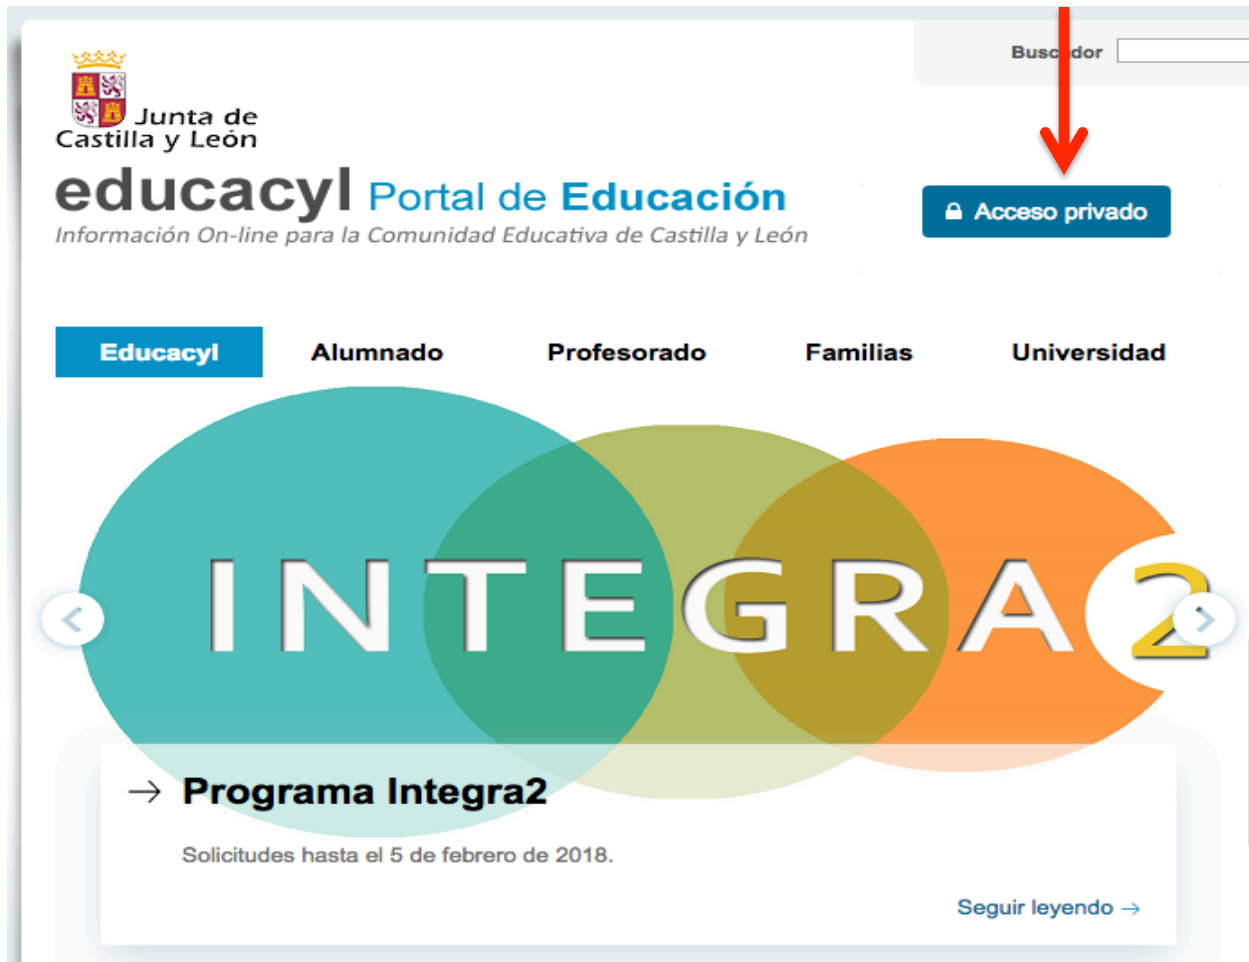 Buscador
Junta de
Castilla y León
educacyl Portal de Educación
Información On-line para la Comunidad Educativa de Castilla y León
Acceso privado
Educacyl Alumnado Profesorado Familias Universidad
INTEGRA2
→ Programa Integra2
Solicitudes hasta el 5 de febrero de 2018.
Seguir leyendo →